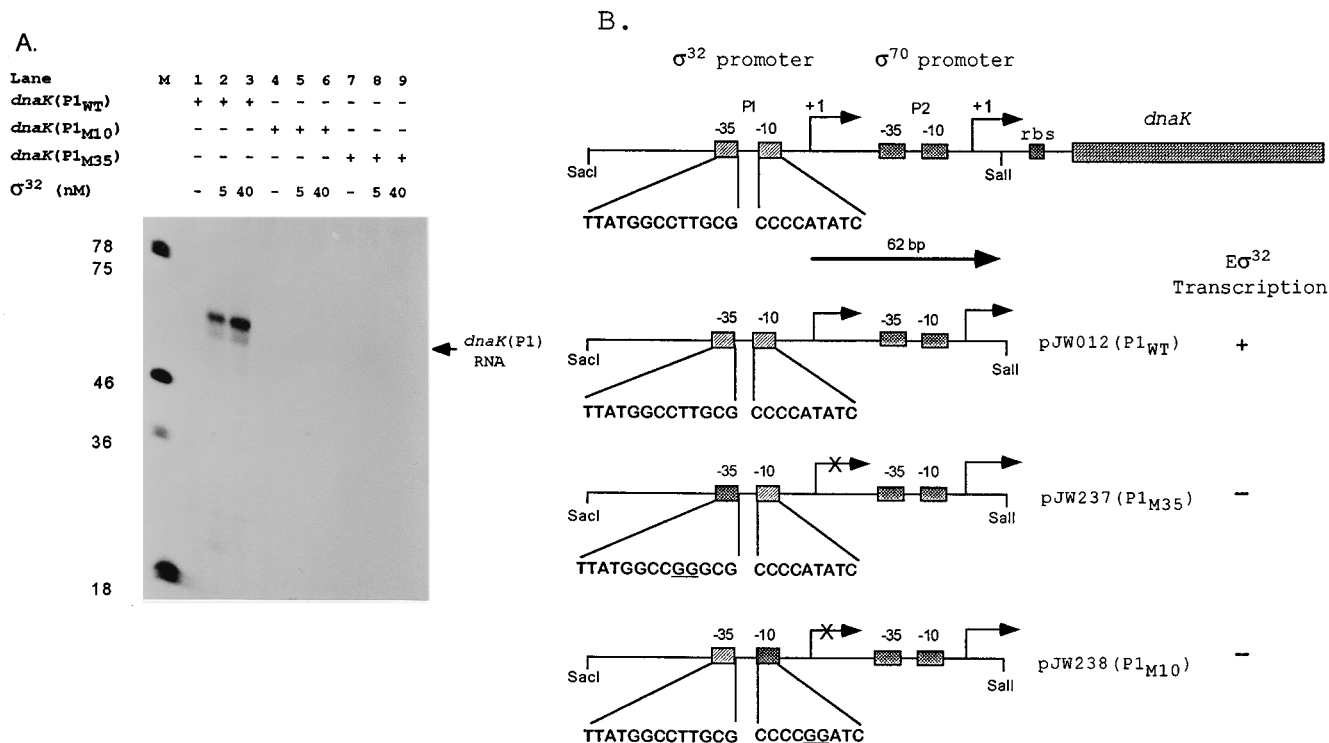 A.
Lane M 1 2 3 4 5 6 7 8 9
dnaK(P1WT) + + + - - - - - -
dnaK(P1M10) - - - + + + - - -
dnaK(P1M35) - - - - - - + + +
σ32 (nM) - 5 40 - 5 40 - 5 40
78
75
46
36
18
dnaK(P1)
RNA
B.
σ32 promoter σ70 promoter
P1 +1 P2 +1
-35 -10 -35 -10 rbs dnaK
SacI SalI
TTATGGCCTTGCG CCCCATATC
62 bp
Eσ32
Transcription
-35 -10 -35 -10
SacI SalI
pJW012(P1WT) +
TTATGGCCTTGCG CCCCATATC
-35 -10 X -35 -10
SacI SalI
pJW237(P1M35) −
TTATGGCCGGGCG CCCCATATC
-35 -10 X -35 -10
SacI SalI
pJW238(P1M10) −
TTATGGCCTTGCG CCCCGGATC